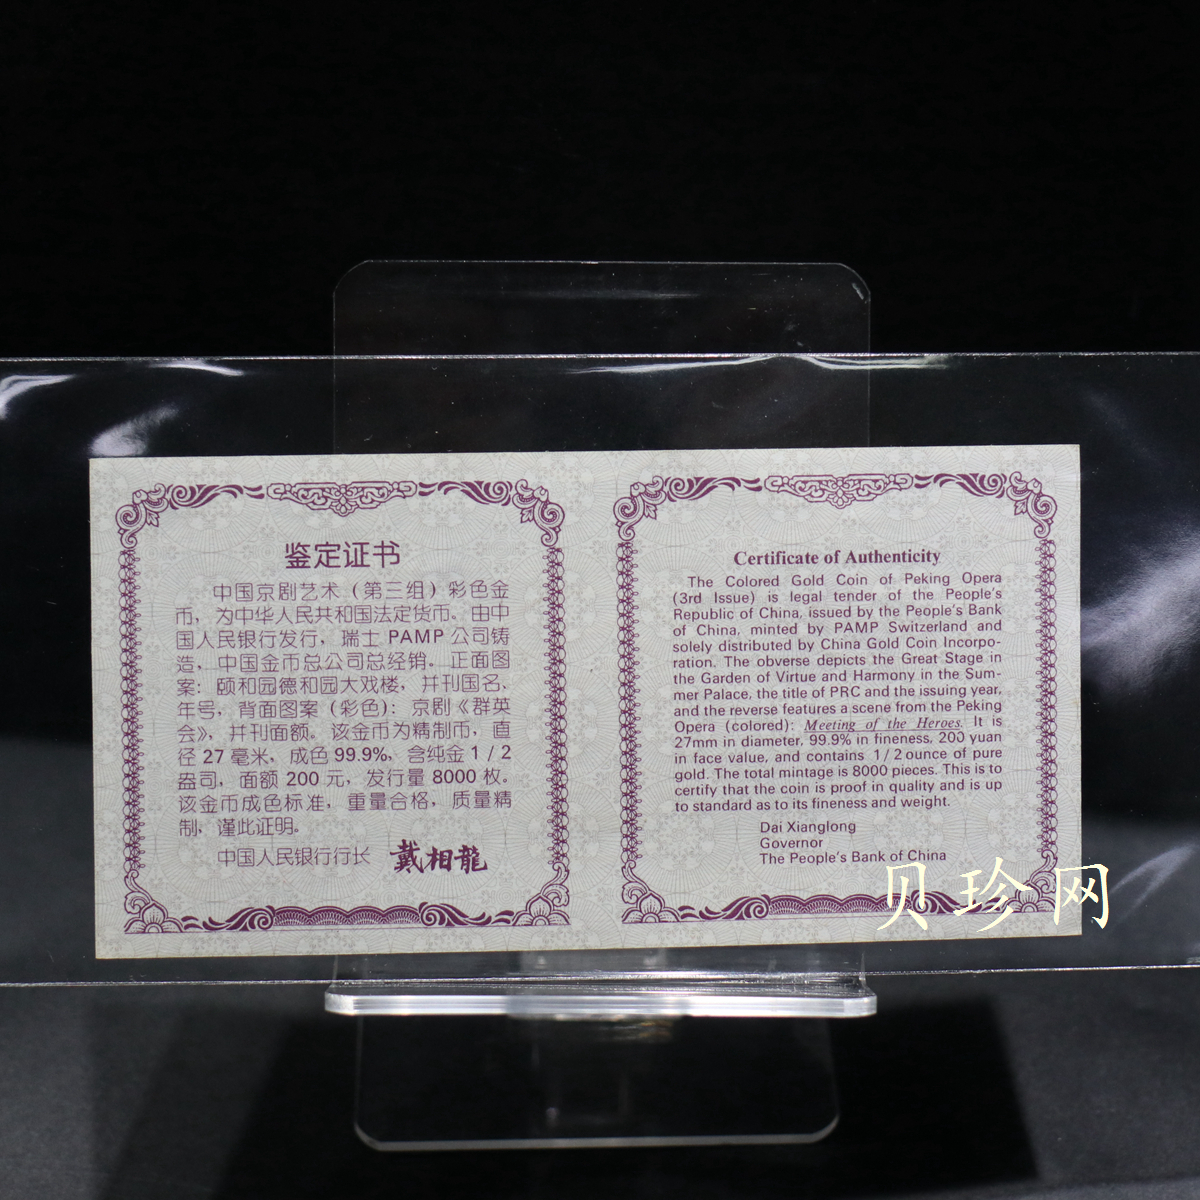 鉴定证书
中国京剧艺术（第三组）彩色金
币，为中华人民共和国法定货币。由中
国人民银行发行，瑞士 PAMP 公司铸
造，中国金币总公司总经销。正面图
案：颐和园德和园大戏楼，并刊国名、
年号，背面图案（彩色）：京剧《群英
会》，并刊面额。该金币为精制币，直
径 27 毫米，成色 99.9%，含纯金 1 / 2
盎司，面额 200 元，发行量 8000 枚。
该金币成色标准，重量合格，质量精
制，谨此证明。
中国人民银行行长 戴相龍
Certificate of Authenticity
The Colored Gold Coin of Peking Opera
(3rd Issue) is legal tender of the People's
Republic of China, issued by the People's Bank
of China, minted by PAMP Switzerland and
solely distributed by China Gold Coin Incorpo-
ration. The obverse depicts the Great Stage in
the Garden of Virtue and Harmony in the Sum-
mer Palace, the title of PRC and the issuing year,
and the reverse features a scene from the Peking
Opera (colored): Meeting of the Heroes. It is
27mm in diameter, 99.9% in fineness, 200 yuan
in face value, and contains 1/2 ounce of pure
gold. The total mintage is 8000 pieces. This is to
certify that the coin is proof in quality and is up
to standard as to its fineness and weight.
Dai Xianglong
Governor
The People's Bank of China
贝珍网